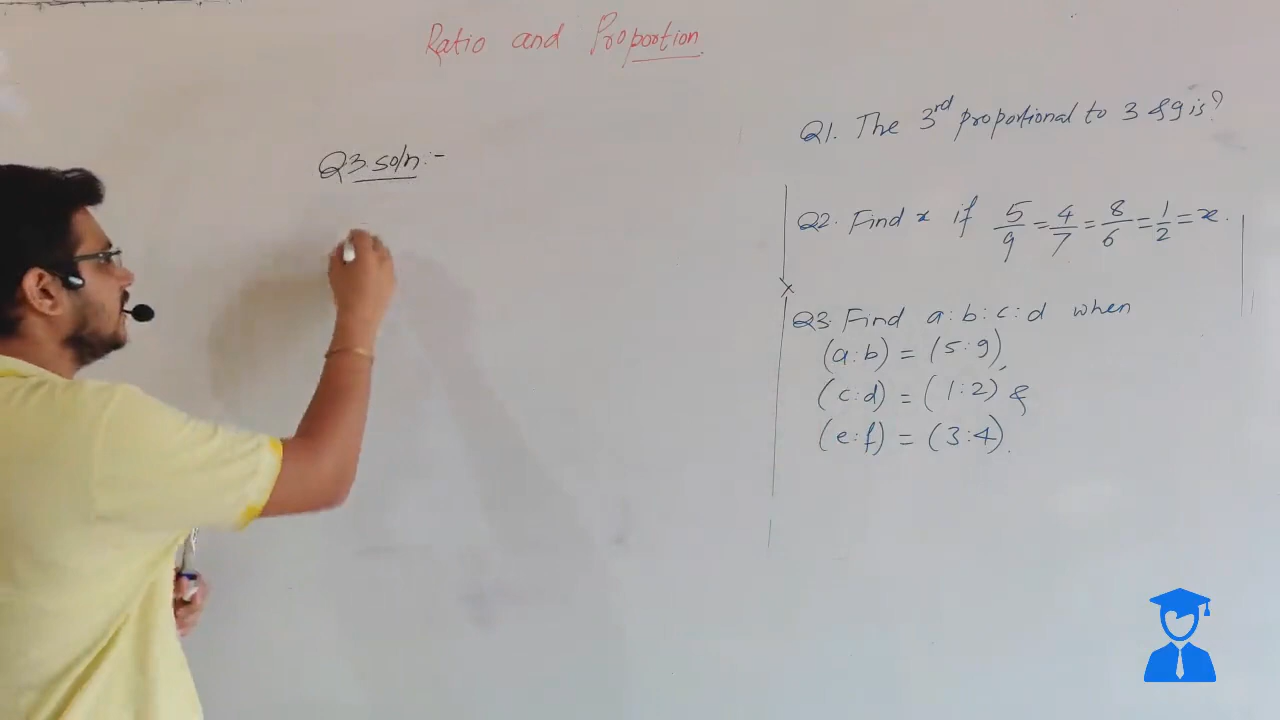 Ratio and Proportion
Q3. soln:-
Q1. The 3rd proportional to 3 & 9 is?
Q2. Find x if 5/9 = 4/7 = 8/6 = 1/2 = x.
Q3. Find a:b:c:d when
(a:b) = (5:9),
(c:d) = (1:2) &
(e:f) = (3:4).